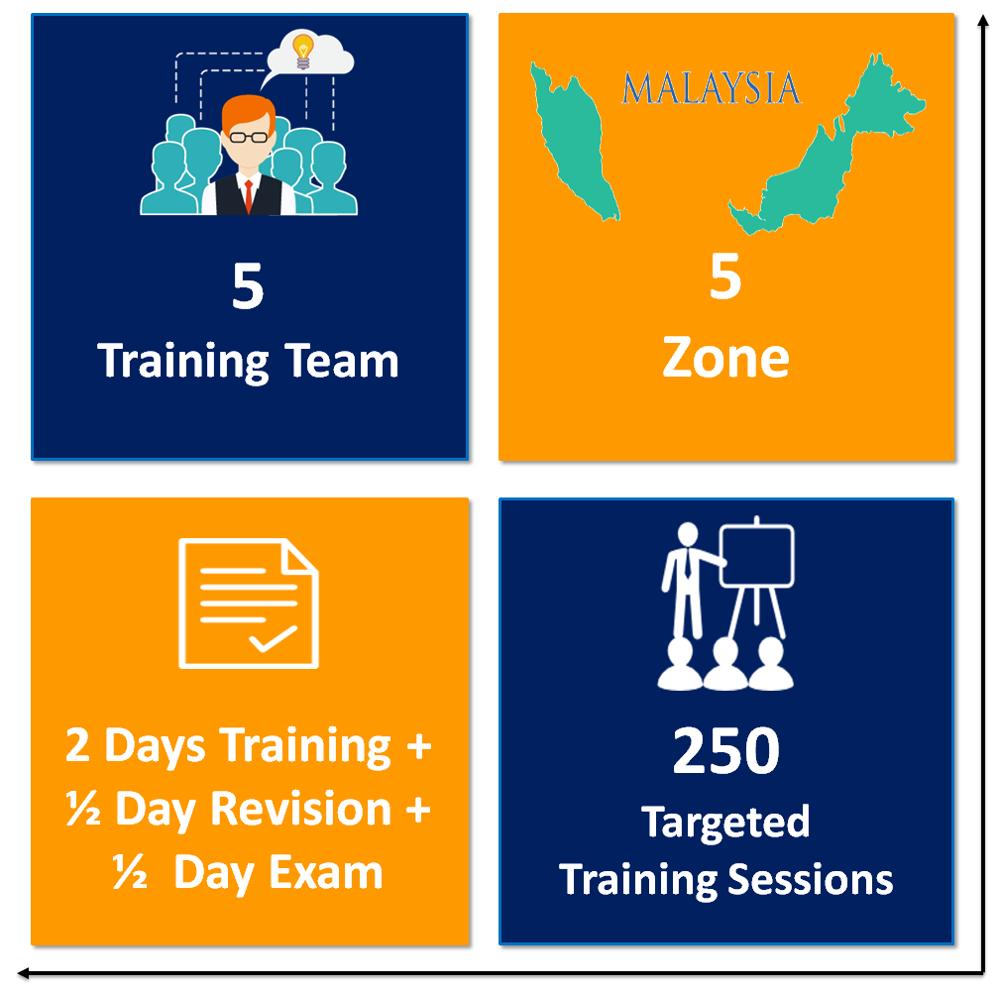 5
Training Team
MALAYSIA
5
Zone
2 Days Training +
½ Day Revision +
½ Day Exam
250
Targeted
Training Sessions